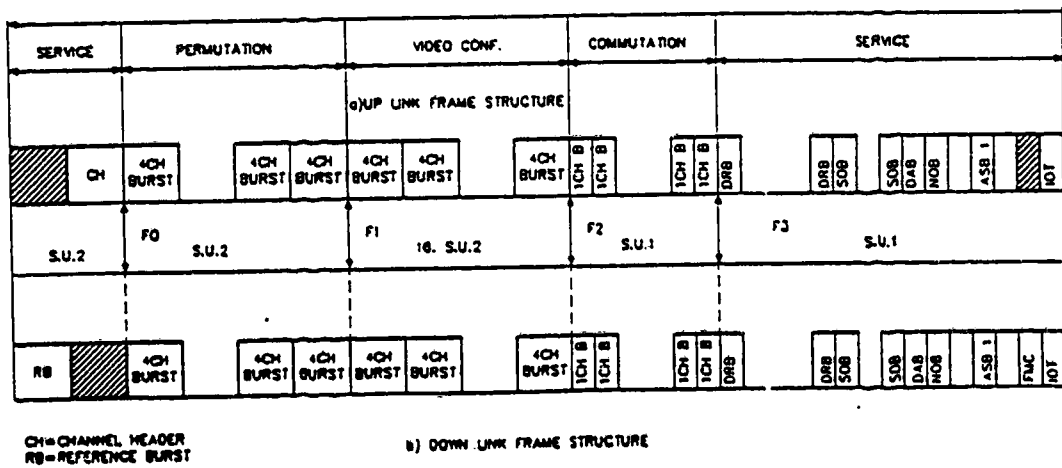 SERVICE PERMUTATION VIDEO CONF. COMMUTATION SERVICE
a)UP LINK FRAME STRUCTURE
CH 4CH BURST 4CH BURST 4CH BURST 4CH BURST 4CH BURST 4CH BURST 1CH B 1CH B 1CH B 1CH B DRB DRB SOB SOB DAB NOB ASB 1 IOT
F0 F1 F2 F3
S.U.2 S.U.2 16. S.U.2 S.U.1 S.U.1
RB 4CH BURST 4CH BURST 4CH BURST 4CH BURST 4CH BURST 4CH BURST 1CH B 1CH B 1CH B 1CH B DRB DRB SOB SOB DAB NOB ASB 1 FMC IOT
CH=CHANNEL HEADER
RB=REFERENCE BURST
b) DOWN LINK FRAME STRUCTURE